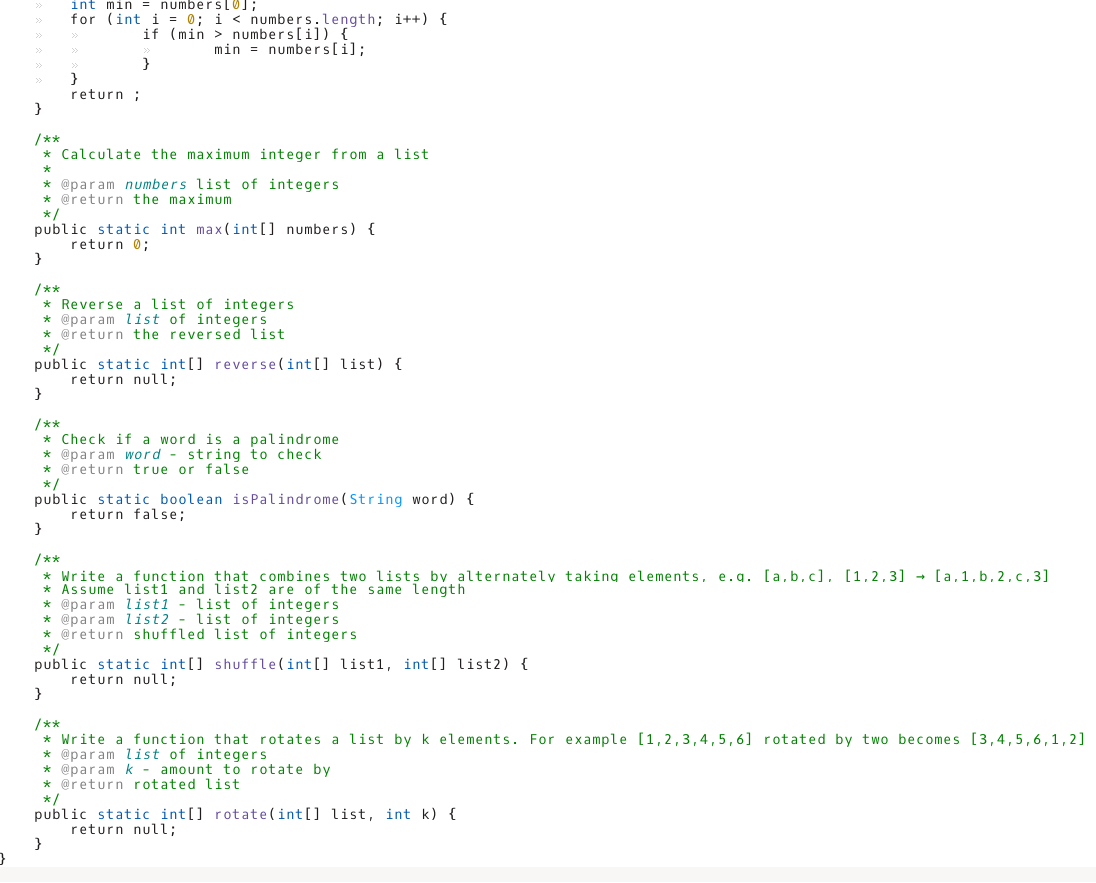 » int min = numbers[0];
» for (int i = 0; i < numbers.length; i++) {
» » if (min > numbers[i]) {
» » » min = numbers[i];
» » }
» }
return ;
}
/**
* Calculate the maximum integer from a list
*
* @param numbers list of integers
* @return the maximum
*/
public static int max(int[] numbers) {
return 0;
}
/**
* Reverse a list of integers
* @param list of integers
* @return the reversed list
*/
public static int[] reverse(int[] list) {
return null;
}
/**
* Check if a word is a palindrome
* @param word - string to check
* @return true or false
*/
public static boolean isPalindrome(String word) {
return false;
}
/**
* Write a function that combines two lists by alternately taking elements, e.g. [a,b,c], [1,2,3] → [a,1,b,2,c,3]
* Assume list1 and list2 are of the same length
* @param list1 - list of integers
* @param list2 - list of integers
* @return shuffled list of integers
*/
public static int[] shuffle(int[] list1, int[] list2) {
return null;
}
/**
* Write a function that rotates a list by k elements. For example [1,2,3,4,5,6] rotated by two becomes [3,4,5,6,1,2]
* @param list of integers
* @param k - amount to rotate by
* @return rotated list
*/
public static int[] rotate(int[] list, int k) {
return null;
}
}